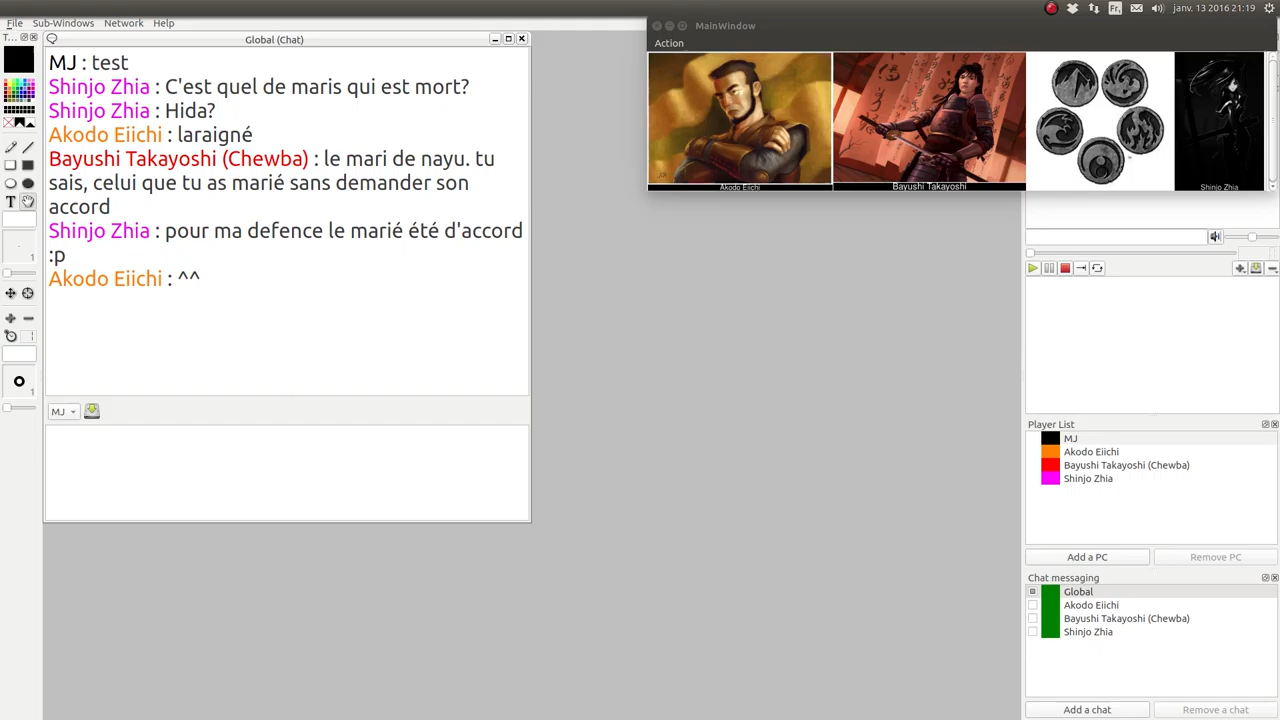 Fr
janv. 13 2016 21:19
File Sub-Windows Network Help
MainWindow
T...
Global (Chat)
Action
MJ : test
Shinjo Zhia : C'est quel de maris qui est mort?
Shinjo Zhia : Hida?
Akodo Eiichi : laraigné
Bayushi Takayoshi (Chewba) : le mari de nayu. tu
sais, celui que tu as marié sans demander son
accord
Shinjo Zhia : pour ma defence le marié été d'accord
:p
Akodo Eiichi : ^^
Akodo Eiichi
Bayushi Takayoshi
Shinjo Zhia
T
1
1
1
MJ
Player List
MJ
Akodo Eiichi
Bayushi Takayoshi (Chewba)
Shinjo Zhia
Add a PC Remove PC
Chat messaging
Global
Akodo Eiichi
Bayushi Takayoshi (Chewba)
Shinjo Zhia
Add a chat Remove a chat